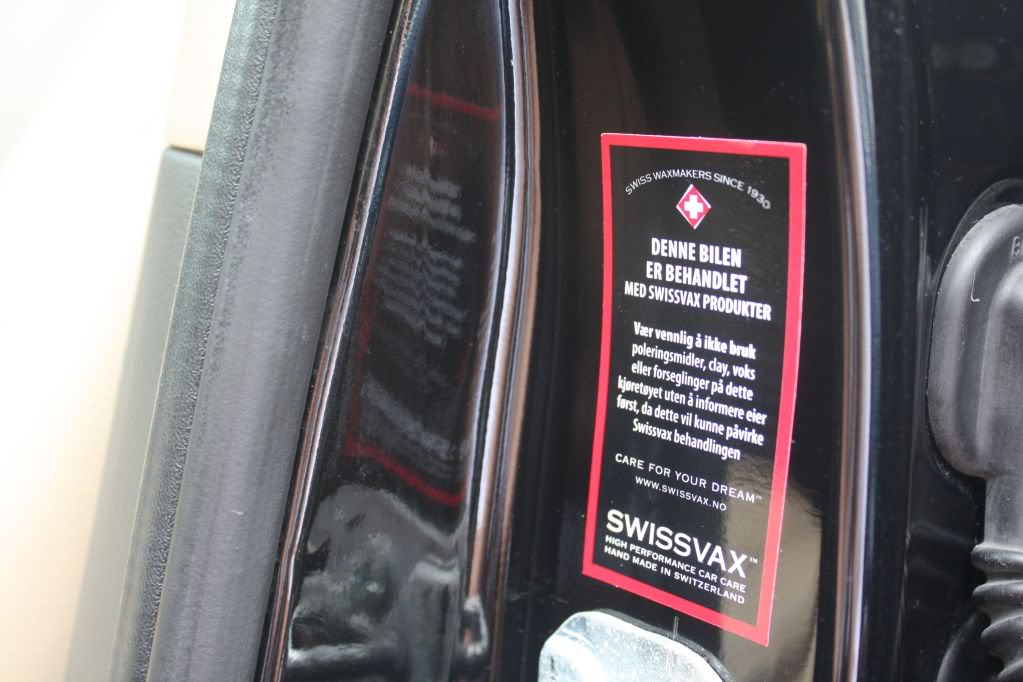 SWISS WAXMAKERS SINCE 1930
DENNE BILEN
ER BEHANDLET
MED SWISSVAX PRODUKTER
Vær vennlig å ikke bruk
poleringsmidler, clay, voks
eller forseglinger på dette
kjøretøyet uten å informere eier
først, da dette vil kunne påvirke
Swissvax behandlingen
CARE FOR YOUR DREAM™
WWW.SWISSVAX.NO
SWISSVAX™
HIGH PERFORMANCE CAR CARE
HAND MADE IN SWITZERLAND